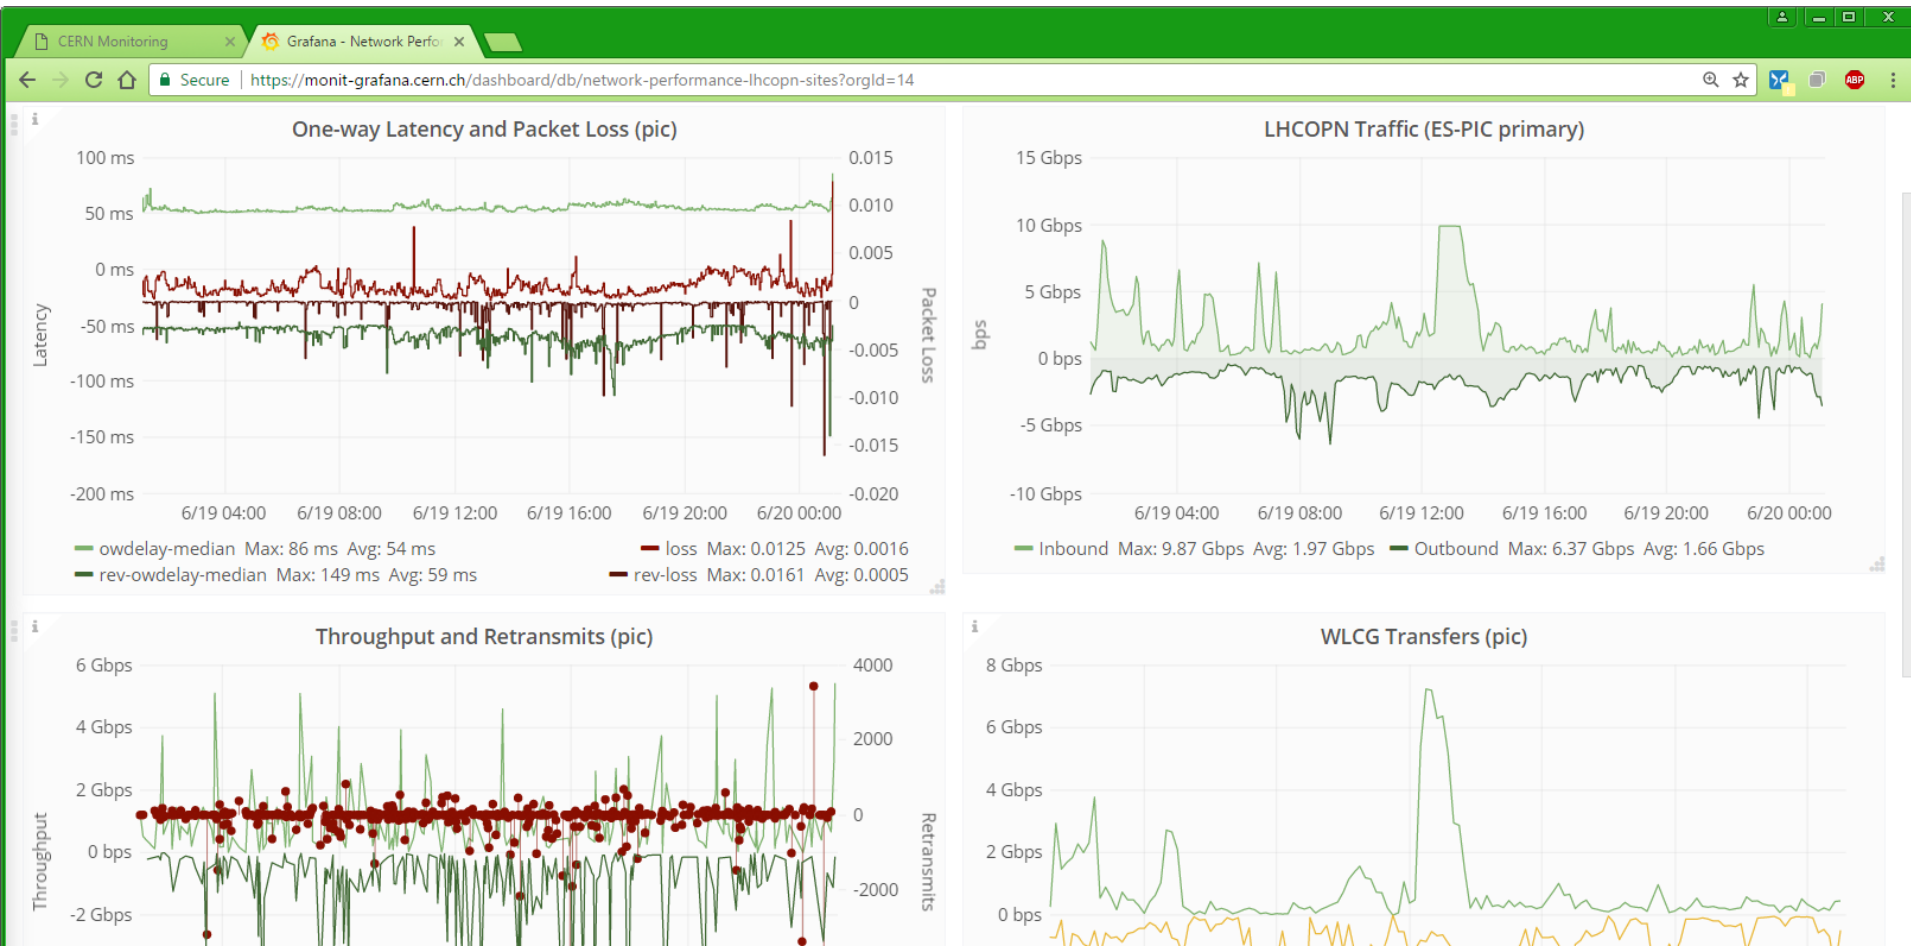 CERN Monitoring
Grafana - Network Perfor
Secure | https://monit-grafana.cern.ch/dashboard/db/network-performance-lhcopn-sites?orgId=14
ABP
One-way Latency and Packet Loss (pic)
100 ms
50 ms
0 ms
-50 ms
-100 ms
-150 ms
-200 ms
Latency
0.015
0.010
0.005
0
-0.005
-0.010
-0.015
-0.020
Packet Loss
6/19 04:00 6/19 08:00 6/19 12:00 6/19 16:00 6/19 20:00 6/20 00:00
owdelay-median Max: 86 ms Avg: 54 ms
loss Max: 0.0125 Avg: 0.0016
rev-owdelay-median Max: 149 ms Avg: 59 ms
rev-loss Max: 0.0161 Avg: 0.0005
LHCOPN Traffic (ES-PIC primary)
15 Gbps
10 Gbps
5 Gbps
0 bps
-5 Gbps
-10 Gbps
bps
6/19 04:00 6/19 08:00 6/19 12:00 6/19 16:00 6/19 20:00 6/20 00:00
Inbound Max: 9.87 Gbps Avg: 1.97 Gbps Outbound Max: 6.37 Gbps Avg: 1.66 Gbps
Throughput and Retransmits (pic)
6 Gbps
4 Gbps
2 Gbps
0 bps
-2 Gbps
Throughput
4000
2000
0
-2000
Retransmits
WLCG Transfers (pic)
8 Gbps
6 Gbps
4 Gbps
2 Gbps
0 bps